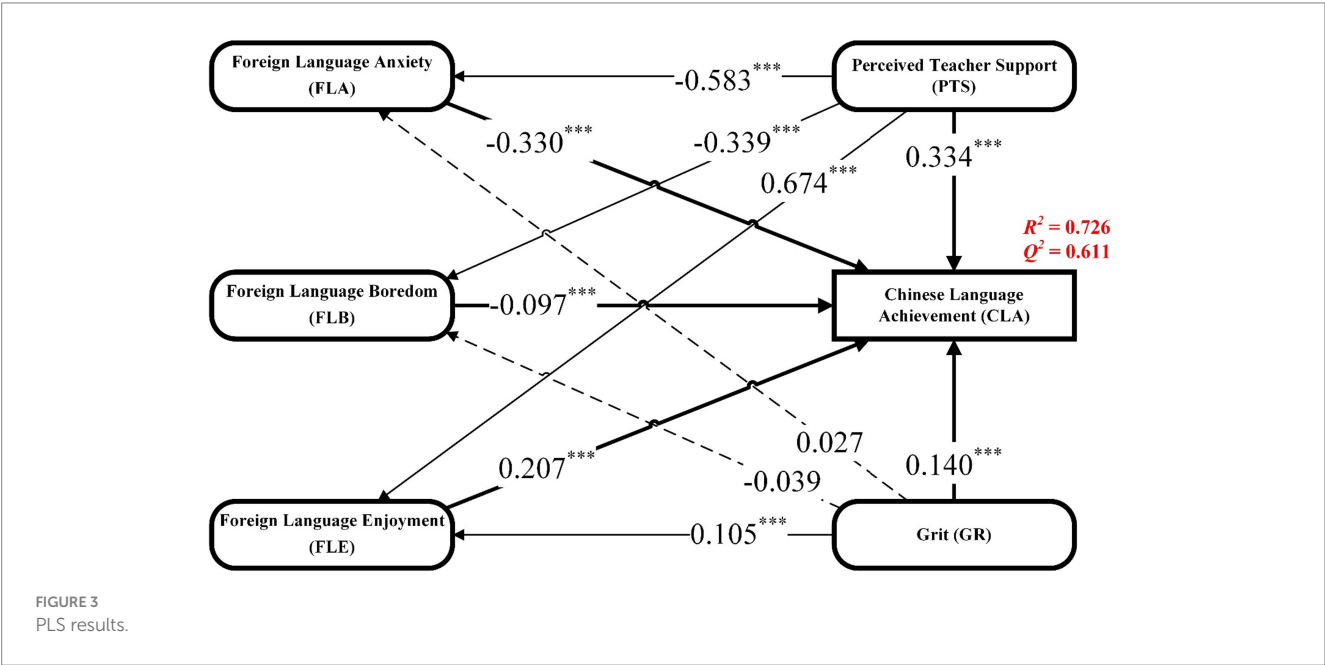 Foreign Language Anxiety
(FLA)
Perceived Teacher Support
(PTS)
-0.583***
-0.330***
-0.339***
0.674***
0.334***
R² = 0.726
Q² = 0.611
Foreign Language Boredom
(FLB)
-0.097***
Chinese Language
Achievement (CLA)
0.027
0.207***
-0.039
0.140***
Foreign Language Enjoyment
(FLE)
0.105***
Grit (GR)
FIGURE 3
PLS results.